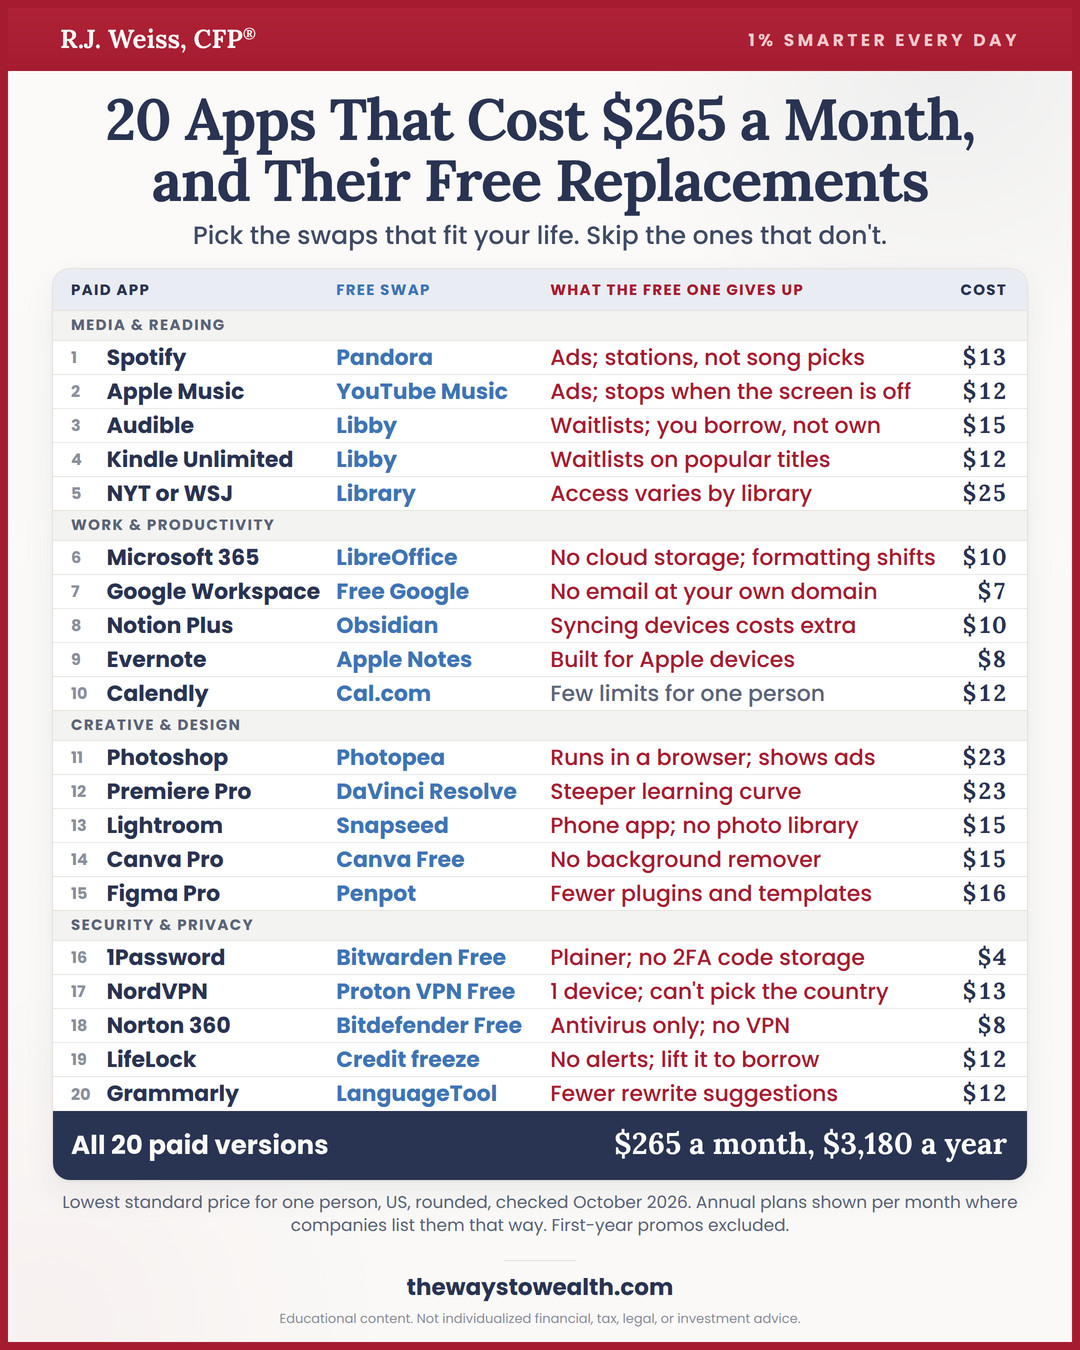 R.J. Weiss, CFP®
1% SMARTER EVERY DAY
20 Apps That Cost $265 a Month,
and Their Free Replacements
Pick the swaps that fit your life. Skip the ones that don't.
PAID APP FREE SWAP WHAT THE FREE ONE GIVES UP COST
MEDIA & READING
1 Spotify Pandora Ads; stations, not song picks $13
2 Apple Music YouTube Music Ads; stops when the screen is off $12
3 Audible Libby Waitlists; you borrow, not own $15
4 Kindle Unlimited Libby Waitlists on popular titles $12
5 NYT or WSJ Library Access varies by library $25
WORK & PRODUCTIVITY
6 Microsoft 365 LibreOffice No cloud storage; formatting shifts $10
7 Google Workspace Free Google No email at your own domain $7
8 Notion Plus Obsidian Syncing devices costs extra $10
9 Evernote Apple Notes Built for Apple devices $8
10 Calendly Cal.com Few limits for one person $12
CREATIVE & DESIGN
11 Photoshop Photopea Runs in a browser; shows ads $23
12 Premiere Pro DaVinci Resolve Steeper learning curve $23
13 Lightroom Snapseed Phone app; no photo library $15
14 Canva Pro Canva Free No background remover $15
15 Figma Pro Penpot Fewer plugins and templates $16
SECURITY & PRIVACY
16 1Password Bitwarden Free Plainer; no 2FA code storage $4
17 NordVPN Proton VPN Free 1 device; can't pick the country $13
18 Norton 360 Bitdefender Free Antivirus only; no VPN $8
19 LifeLock Credit freeze No alerts; lift it to borrow $12
20 Grammarly LanguageTool Fewer rewrite suggestions $12
All 20 paid versions $265 a month, $3,180 a year
Lowest standard price for one person, US, rounded, checked October 2026. Annual plans shown per month where
companies list them that way. First-year promos excluded.
thewaystowealth.com
Educational content. Not individualized financial, tax, legal, or investment advice.